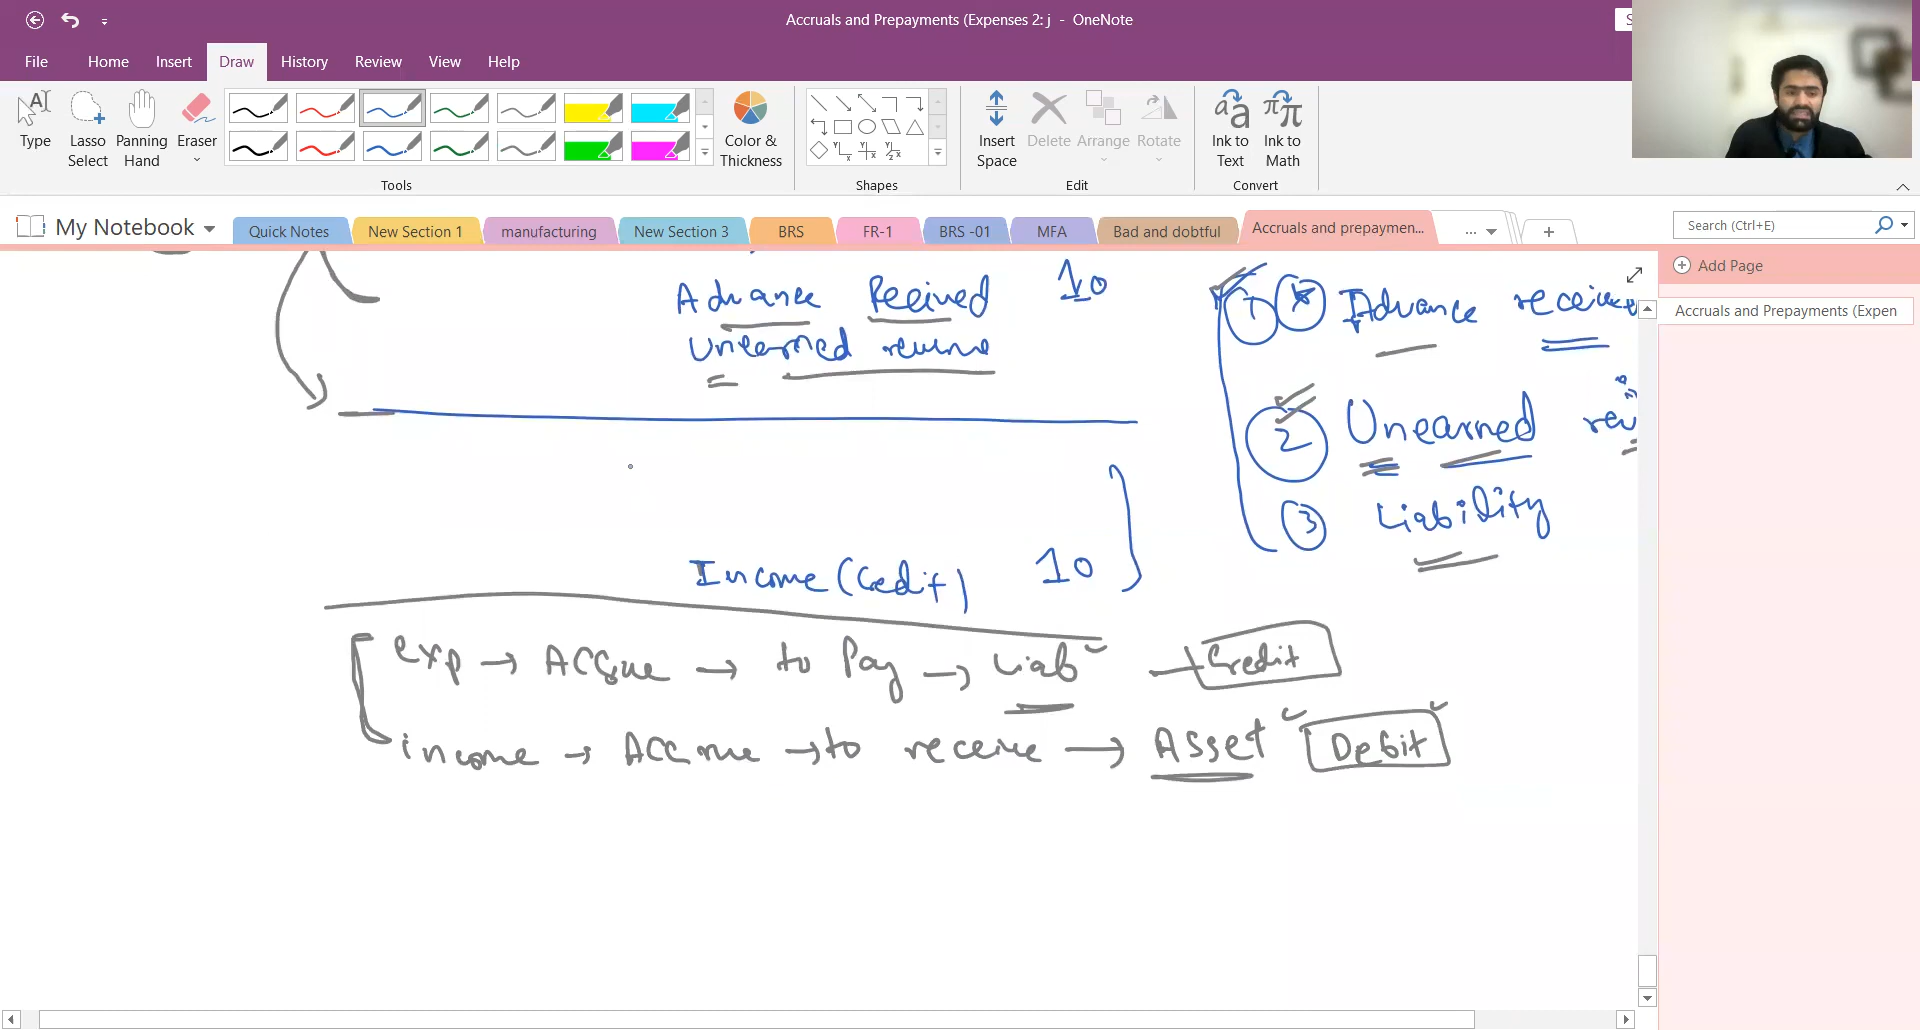 Accruals and Prepayments (Expenses 2: j - OneNote
File Home Insert Draw History Review View Help
Type
Lasso Select
Panning Hand
Eraser
Color & Thickness
Insert Space
Delete
Arrange
Rotate
Ink to Text
Ink to Math
Tools Shapes Edit Convert
My Notebook
Quick Notes New Section 1 manufacturing New Section 3 BRS FR-1 BRS -01 MFA Bad and doubtful Accruals and prepaymen... ...
Search (Ctrl+E)
Add Page
Accruals and Prepayments (Expen
Advance Received 10
Unearned revenue
1 Advance receive
2 Unearned rev
3 Liability
Income (Credit) 10
exp → Accrue → to Pay → Liab Credit
income → Accrue → to receive → Asset Debit